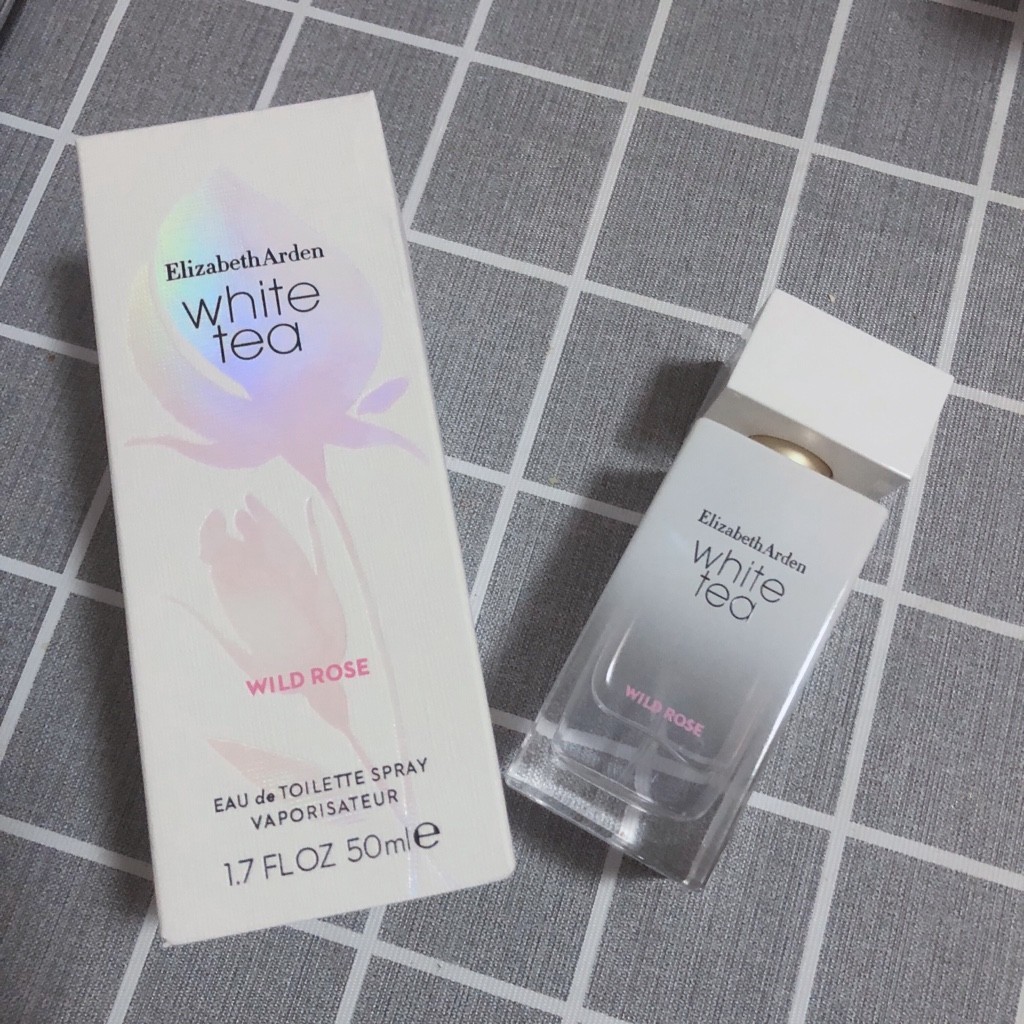 ElizabethArden
white
tea
WILD ROSE
EAU de TOILETTE SPRAY
VAPORISATEUR
1.7 FL OZ 50ml e
ElizabethArden
white
tea
WILD ROSE